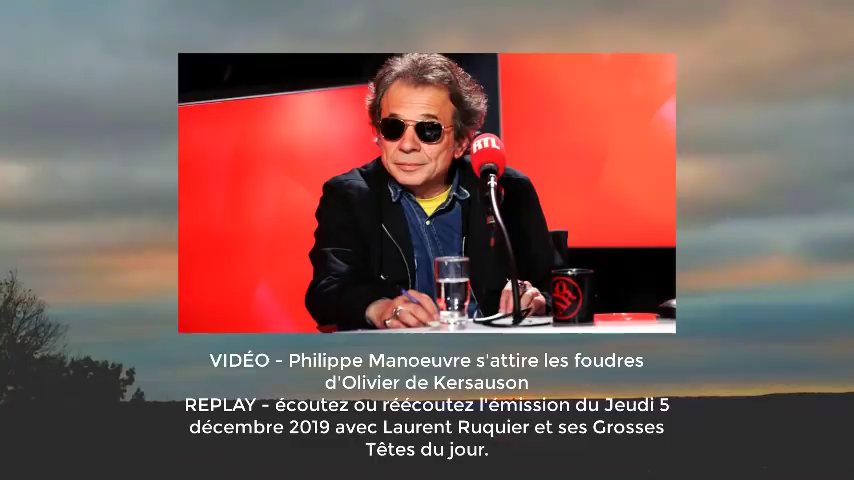 RTL
VIDÉO - Philippe Manoeuvre s'attire les foudres
d'Olivier de Kersauson
REPLAY - écoutez ou réécoutez l'émission du Jeudi 5
décembre 2019 avec Laurent Ruquier et ses Grosses
Têtes du jour.